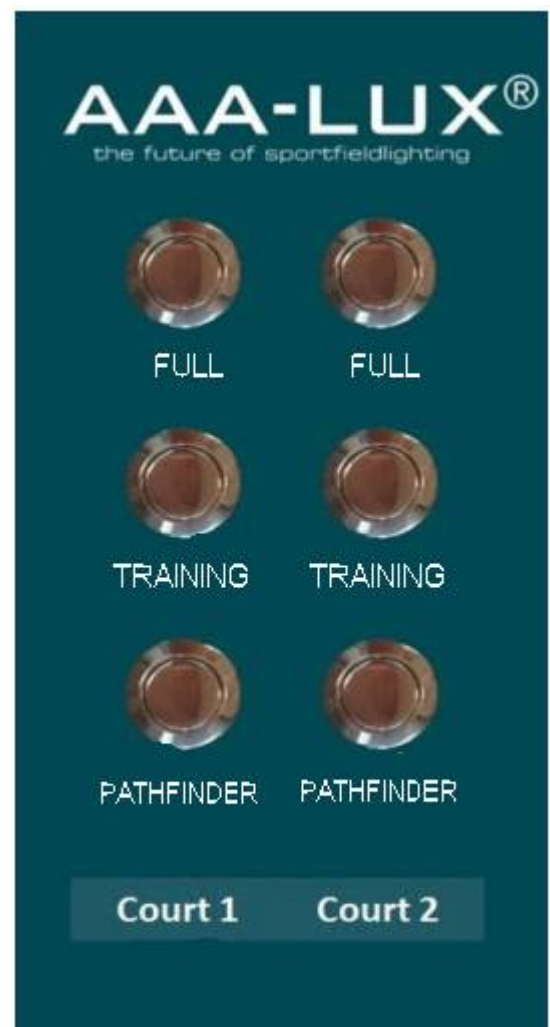 AAA-LUX®
the future of sportfieldlighting
FULL FULL
TRAINING TRAINING
PATHFINDER PATHFINDER
Court 1 Court 2